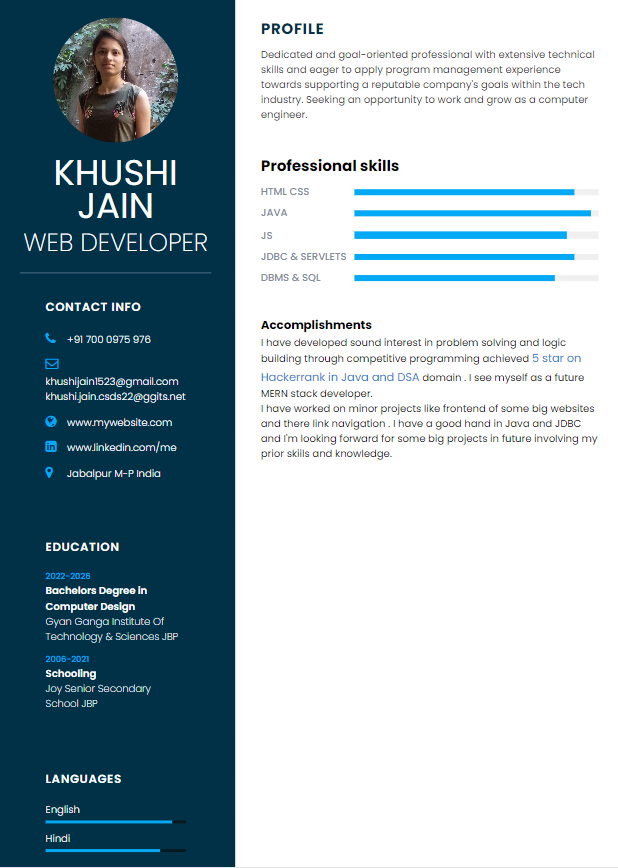 KHUSHI
JAIN
WEB DEVELOPER
CONTACT INFO
+91 700 0975 976
khushijain1523@gmail.com
khushi.jain.csds22@ggits.net
www.mywebsite.com
www.linkedin.com/me
Jabalpur M-P India
EDUCATION
2022-2026
Bachelors Degree in
Computer Design
Gyan Ganga Institute Of
Technology & Sciences JBP
2006-2021
Schooling
Joy Senior Secondary
School JBP
LANGUAGES
English
Hindi
PROFILE
Dedicated and goal-oriented professional with extensive technical
skills and eager to apply program management experience
towards supporting a reputable company's goals within the tech
industry. Seeking an opportunity to work and grow as a computer
engineer.
Professional skills
HTML CSS
JAVA
JS
JDBC & SERVLETS
DBMS & SQL
Accomplishments
I have developed sound interest in problem solving and logic
building through competitive programming achieved 5 star on
Hackerrank in Java and DSA domain . I see myself as a future
MERN stack developer.
I have worked on minor projects like frontend of some big websites
and there link navigation . I have a good hand in Java and JDBC
and I'm looking forward for some big projects in future involving my
prior skills and knowledge.